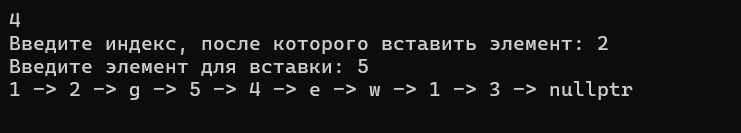 4
Введите индекс, после которого вставить элемент: 2
Введите элемент для вставки: 5
1 -> 2 -> g -> 5 -> 4 -> e -> w -> 1 -> 3 -> nullptr